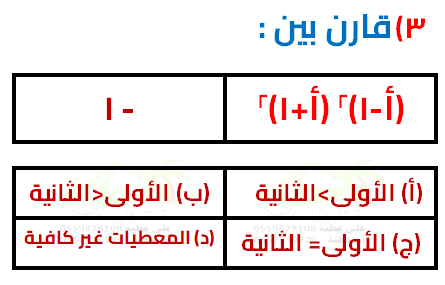 ٣) قارن بين :
(أ-١)٢ (أ+١)٢
- ١
(أ) الأولى>الثانية
(ب) الأولى<الثانية
(ج) الأولى= الثانية
(د) المعطيات غير كافية